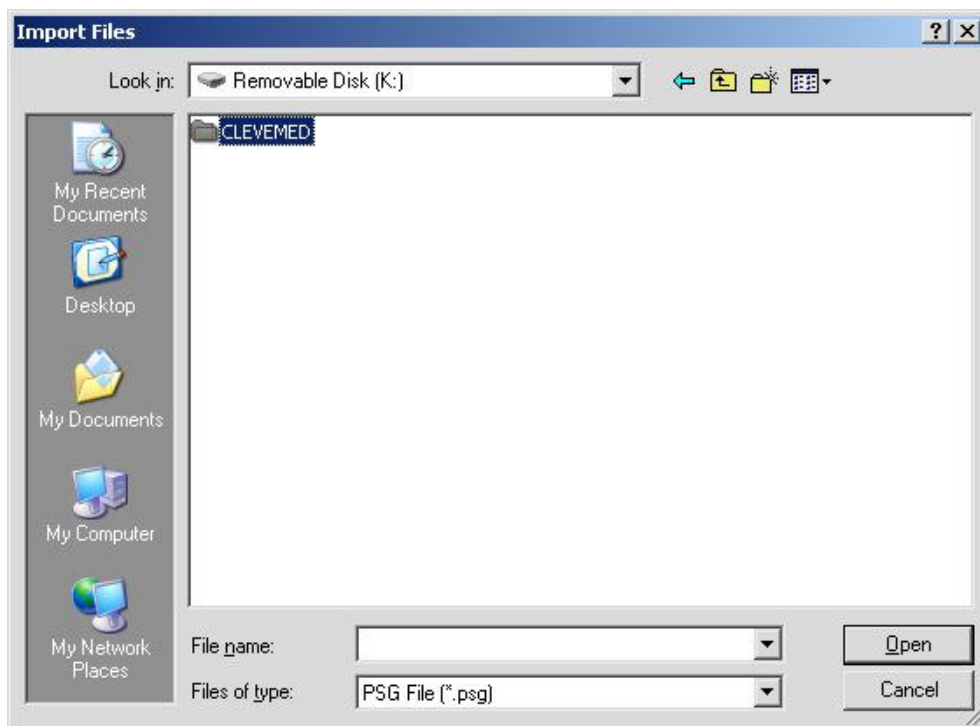 Import Files
Look in: Removable Disk (K:)
CLEVEMED
My Recent
Documents
Desktop
My Documents
My Computer
My Network
Places
File name:
Open
Files of type: PSG File (*.psg)
Cancel